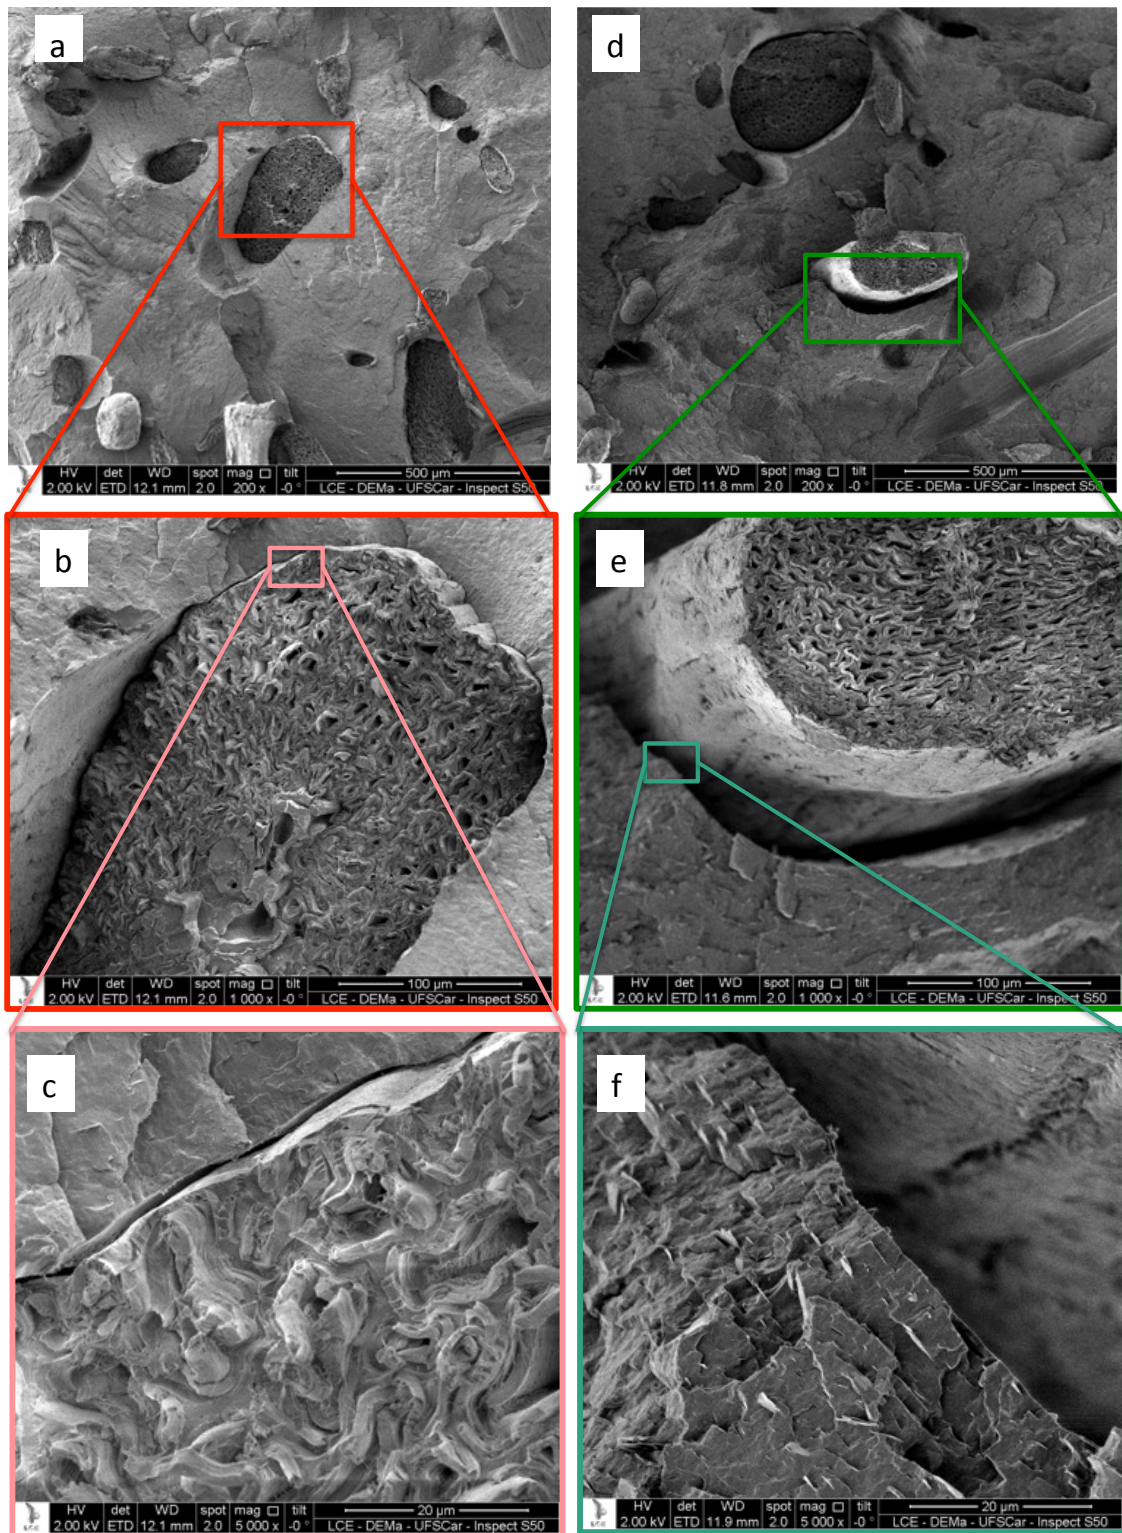 a
HV det WD spot mag tilt 500 µm
2.00 kV ETD 12.1 mm 2.0 200 x -0 ° LCE - DEMa - UFSCar - Inspect S50
d
HV det WD spot mag tilt 500 µm
2.00 kV ETD 11.8 mm 2.0 200 x -0 ° LCE - DEMa - UFSCar - Inspect S50
b
HV det WD spot mag tilt 100 µm
2.00 kV ETD 12.1 mm 2.0 1 000 x -0 ° LCE - DEMa - UFSCar - Inspect S50
e
HV det WD spot mag tilt 100 µm
2.00 kV ETD 11.6 mm 2.0 1 000 x -0 ° LCE - DEMa - UFSCar - Inspect S50
c
HV det WD spot mag tilt 20 µm
2.00 kV ETD 12.1 mm 2.0 5 000 x -0 ° LCE - DEMa - UFSCar - Inspect S50
f
HV det WD spot mag tilt 20 µm
2.00 kV ETD 11.9 mm 2.0 5 000 x -0 ° LCE - DEMa - UFSCar - Inspect S50